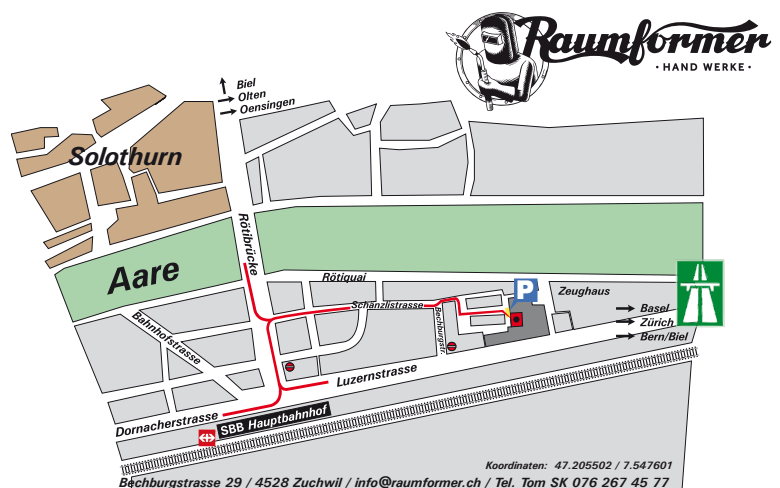 Raumformer
· HAND WERKE ·
Biel
Olten
Oensingen
Solothurn
Aare
Rötibrücke
Rötiquai
P
Zeughaus
Schänzlistrasse
Bechburgstr.
Basel
Zürich
Bern/Biel
Bahnhofstrasse
Luzernstrasse
Dornacherstrasse
SBB Hauptbahnhof
Koordinaten: 47.205502 / 7.547601
Bechburgstrasse 29 / 4528 Zuchwil / info@raumformer.ch / Tel. Tom SK 076 267 45 77